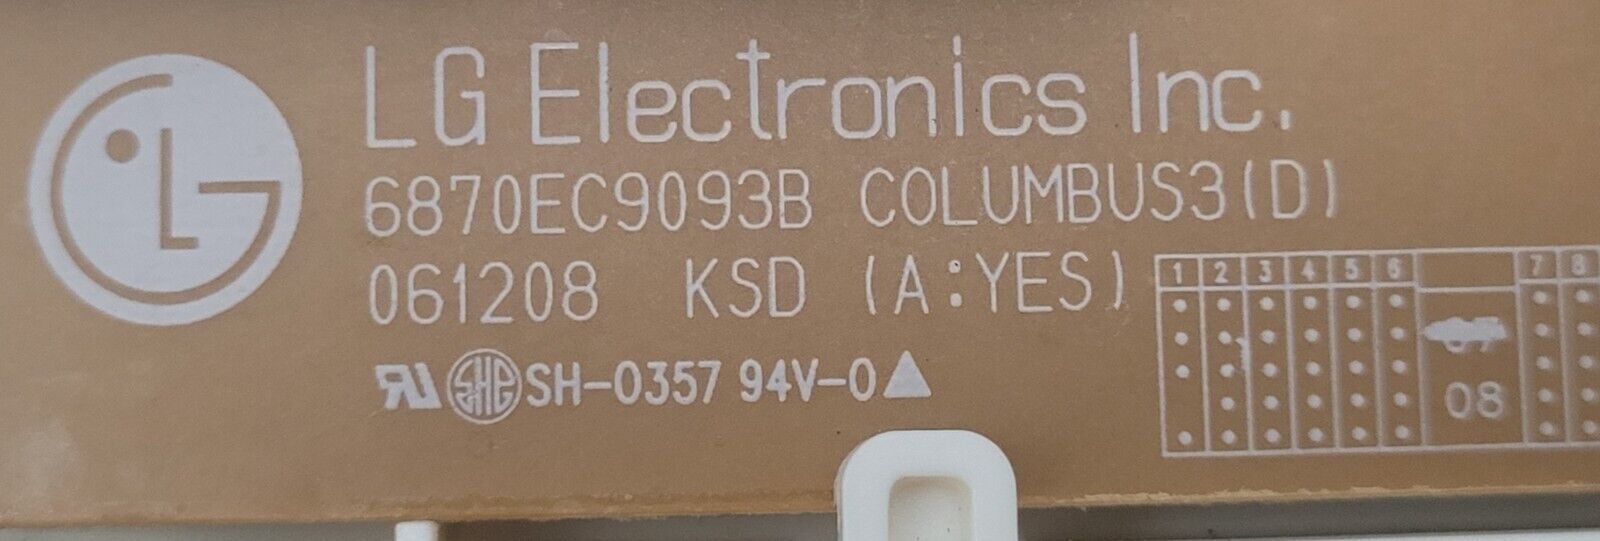 LG Electronics Inc.
6870EC9093B COLUMBUS3(D)
061208 KSD (A:YES)
1 2 3 4 5 6 7 8
SH-0357 94V-0
08